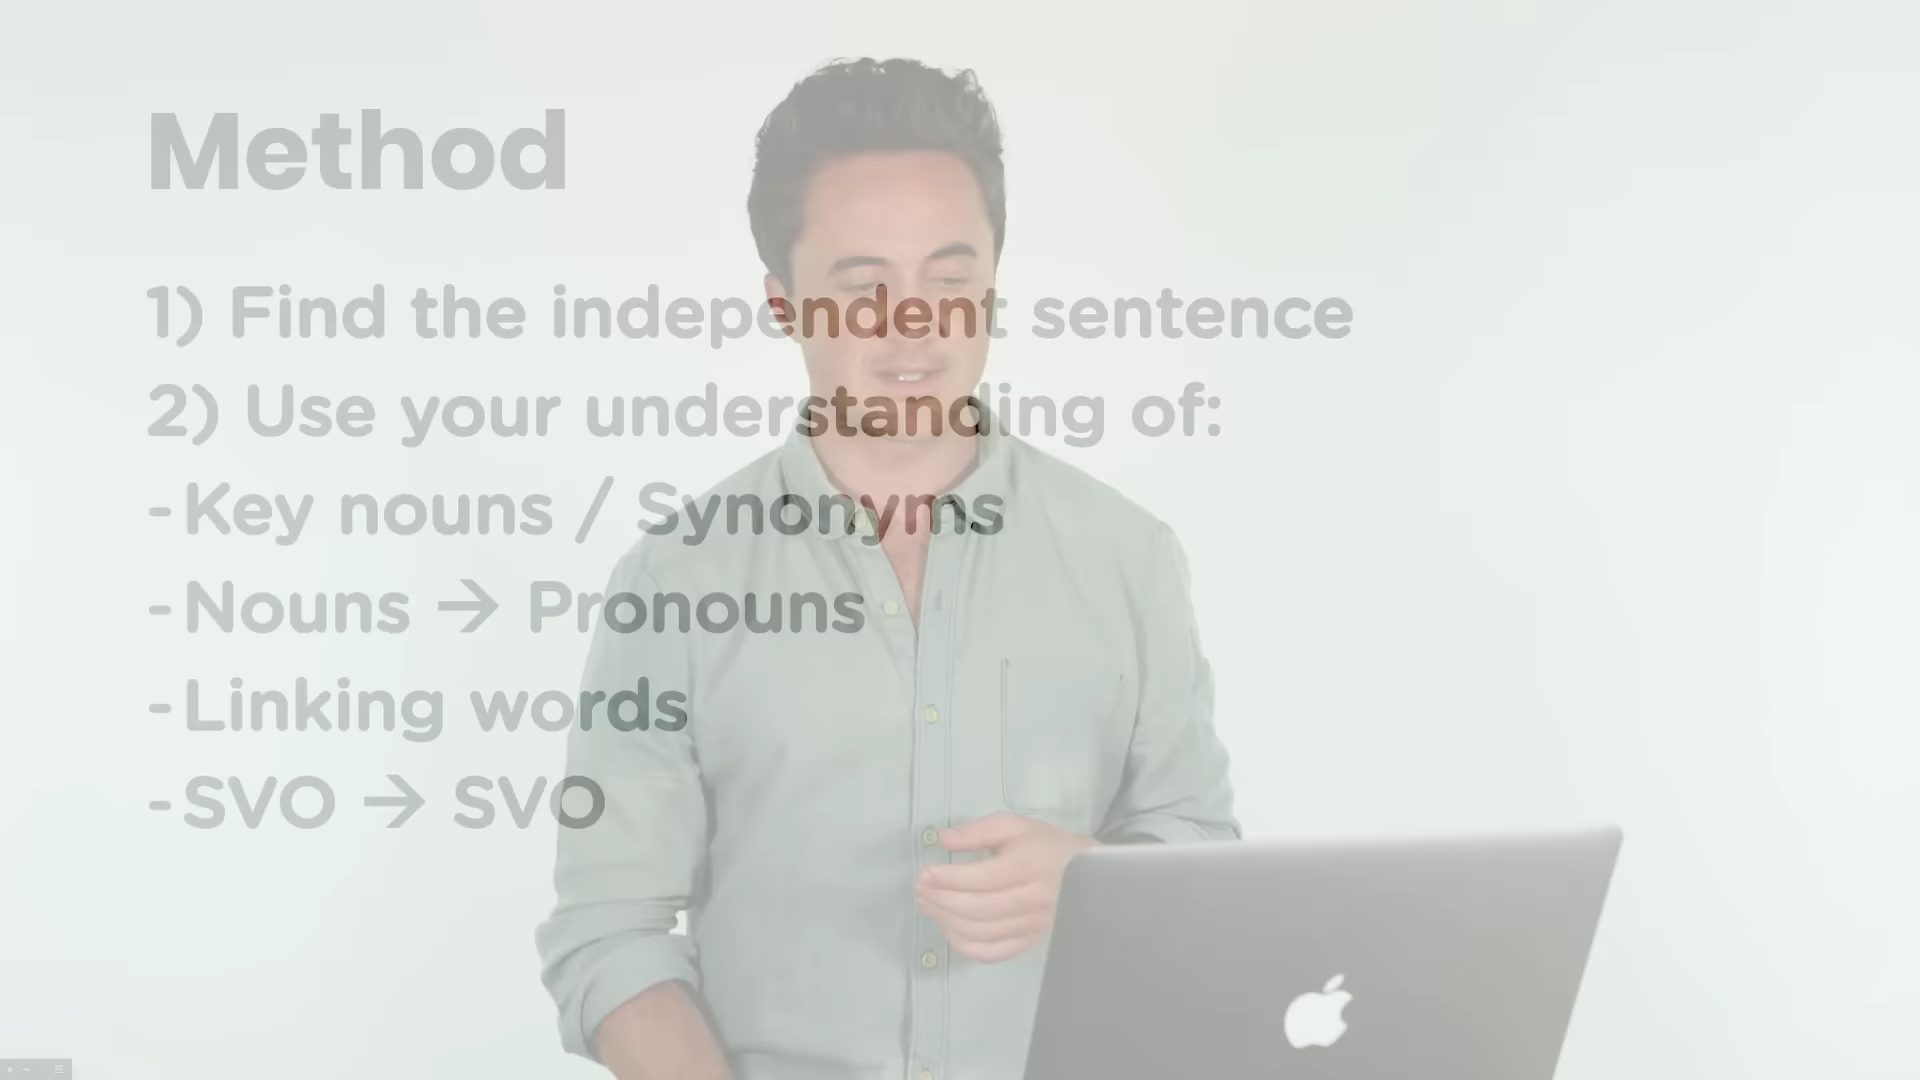 Method
1) Find the independent sentence
2) Use your understanding of:
- Key nouns / Synonyms
- Nouns → Pronouns
- Linking words
- SVO → SVO